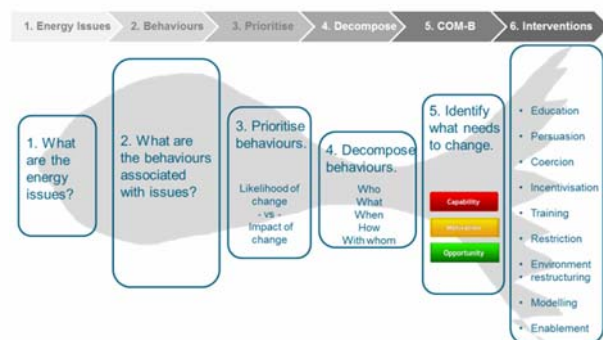 1. Energy Issues
2. Behaviours
3. Prioritise
4. Decompose
5. COM-B
6. Interventions
1. What
are the
energy
issues?
2. What are
the behaviours
associated
with issues?
3. Prioritise
behaviours.
Likelihood of
change
- vs -
Impact of
change
4. Decompose
behaviours.
Who
What
When
How
With whom
5. Identify
what needs
to change.
Capability
Motivation
Opportunity
• Education
• Persuasion
• Coercion
• Incentivisation
• Training
• Restriction
• Environment
• restructuring
• Modelling
• Enablement